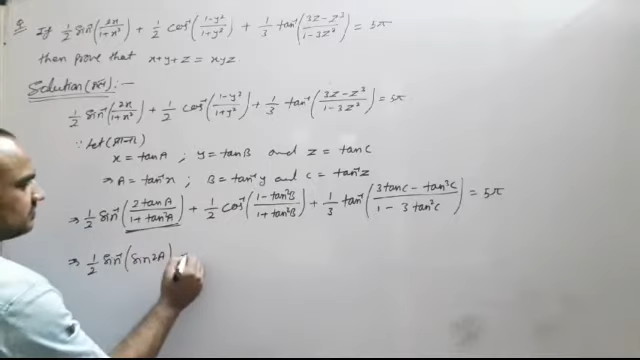 Q. If 1/2 sin⁻¹(2x/1+x²) + 1/2 cos⁻¹(1-y²/1+y²) + 1/3 tan⁻¹(3Z-Z³/1-3Z²) = 5π
then prove that x+y+z = xyz.
Solution (हल):-
1/2 sin⁻¹(2x/1+x²) + 1/2 cos⁻¹(1-y²/1+y²) + 1/3 tan⁻¹(3Z-Z³/1-3Z²) = 5π
∵ Let (माना)
x = tanA ; y = tanB and z = tanC
⇒ A = tan⁻¹x ; B = tan⁻¹y and C = tan⁻¹z
⇒ 1/2 sin⁻¹(2tanA/1+tan²A) + 1/2 cos⁻¹(1-tan²B/1+tan²B) + 1/3 tan⁻¹(3tanC-tan³C/1-3tan²C) = 5π
⇒ 1/2 sin⁻¹(sin2A)